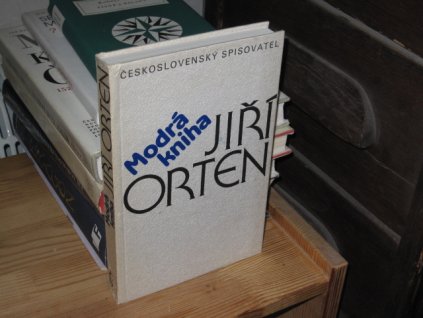 ČESKOSLOVENSKÝ SPISOVATEL
Modrá
kniha
JIŘÍ
ORTEN
JIŘÍ ORTEN